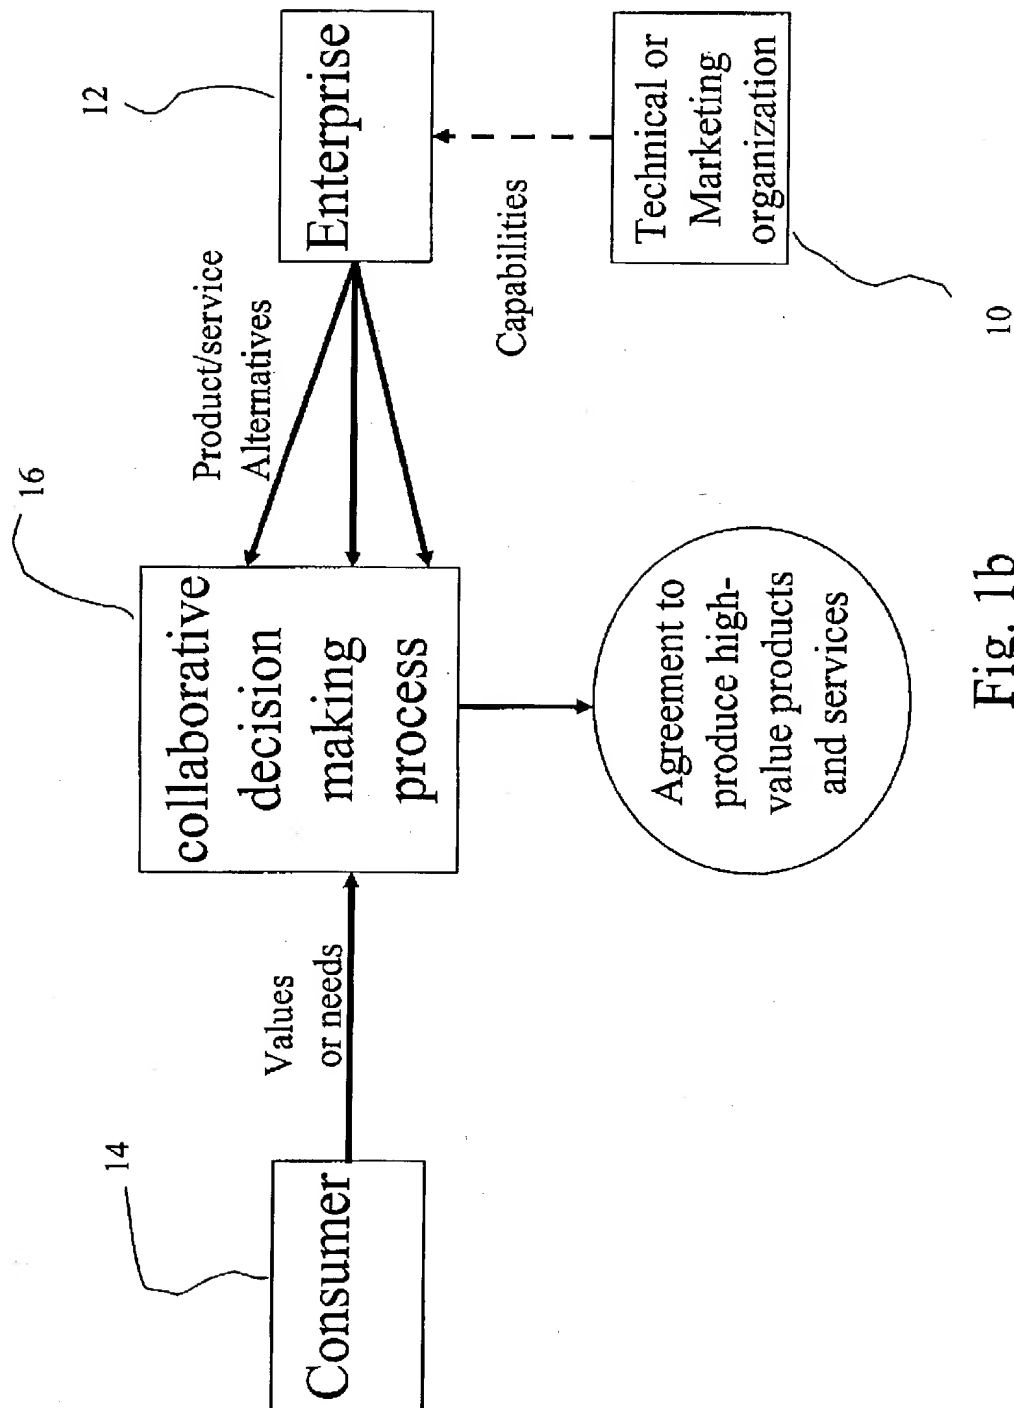 14
Consumer
Values
or needs
16
collaborative
decision
making
process
Product/service
Alternatives
12
Enterprise
Capabilities
Technical or
Marketing
organization
10
Agreement to
produce high-
value products
and services
Fig. 1b